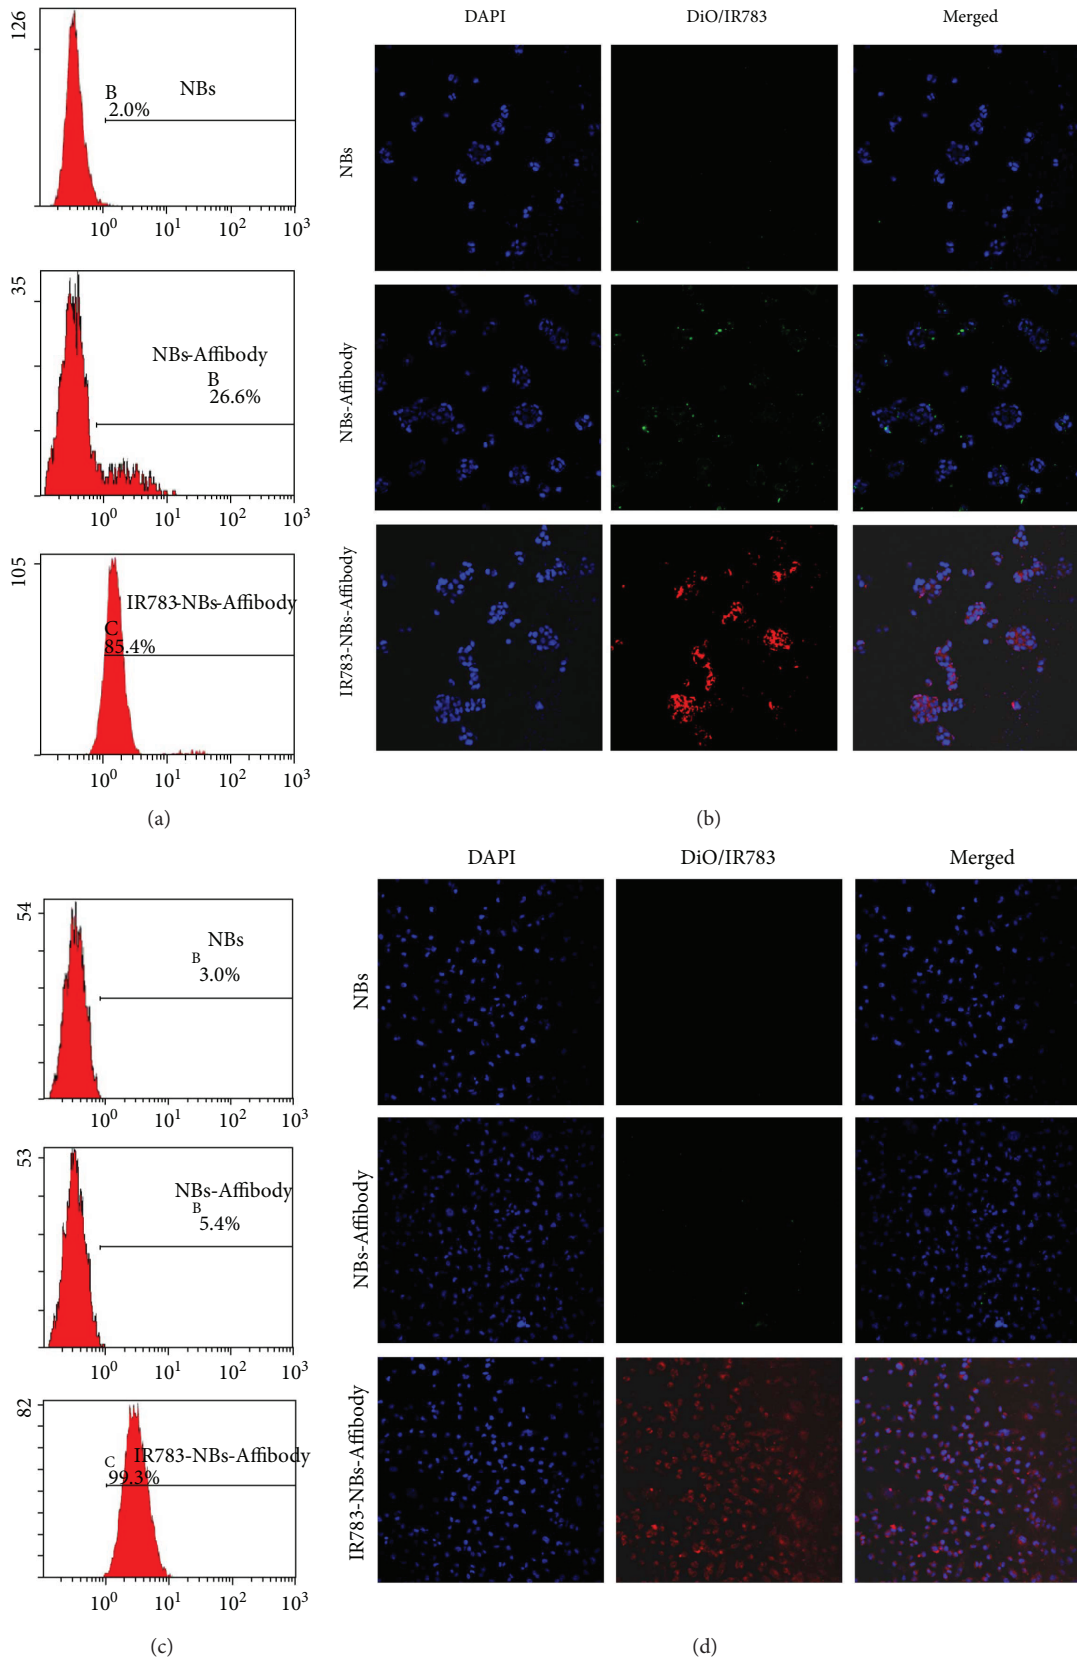 126
B
NBs
2.0%
10^0 10^1 10^2 10^3
35
NBs-Affibody
B
26.6%
10^0 10^1 10^2 10^3
105
IR783-NBs-Affibody
C
85.4%
10^0 10^1 10^2 10^3
(a)
DAPI DiO/IR783 Merged
NBs
NBs-Affibody
IR783-NBs-Affibody
(b)
54
NBs
B
3.0%
10^0 10^1 10^2 10^3
53
NBs-Affibody
B
5.4%
10^0 10^1 10^2 10^3
82
C
IR783-NBs-Affibody
99.3%
10^0 10^1 10^2 10^3
(c)
DAPI DiO/IR783 Merged
NBs
NBs-Affibody
IR783-NBs-Affibody
(d)